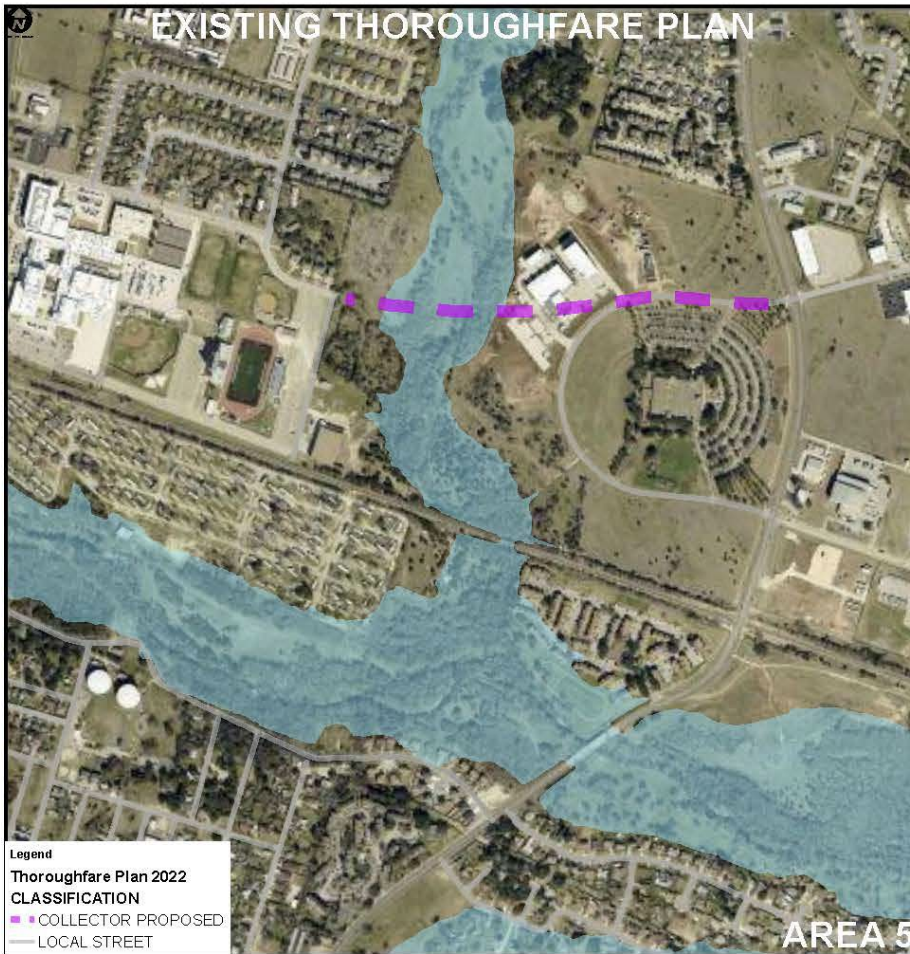 N
EXISTING THOROUGHFARE PLAN
Legend
Thoroughfare Plan 2022
CLASSIFICATION
COLLECTOR PROPOSED
LOCAL STREET
AREA 5